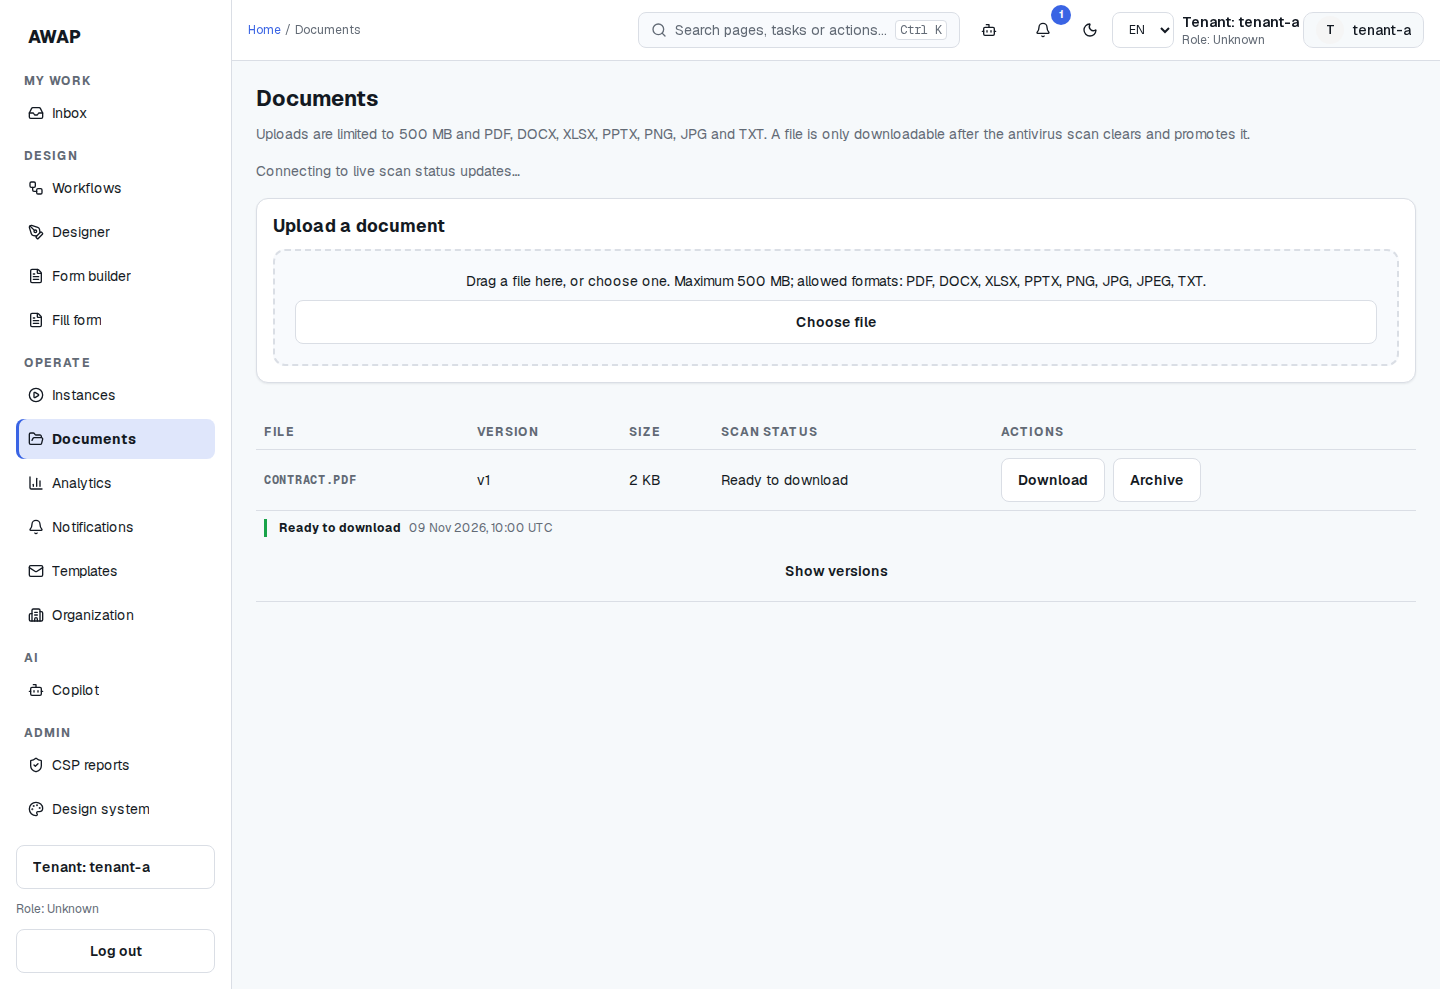 AWAP
MY WORK
Inbox
DESIGN
Workflows
Designer
Form builder
Fill form
OPERATE
Instances
Documents
Analytics
Notifications
Templates
Organization
AI
Copilot
ADMIN
CSP reports
Design system
Tenant: tenant-a
Role: Unknown
Log out
Home / Documents
Search pages, tasks or actions... Ctrl K
1
EN
Tenant: tenant-a
Role: Unknown
T tenant-a
Documents
Uploads are limited to 500 MB and PDF, DOCX, XLSX, PPTX, PNG, JPG and TXT. A file is only downloadable after the antivirus scan clears and promotes it.
Connecting to live scan status updates…
Upload a document
Drag a file here, or choose one. Maximum 500 MB; allowed formats: PDF, DOCX, XLSX, PPTX, PNG, JPG, JPEG, TXT.
Choose file
FILE VERSION SIZE SCAN STATUS ACTIONS
CONTRACT.PDF v1 2 KB Ready to download Download Archive
Ready to download 09 Nov 2026, 10:00 UTC
Show versions